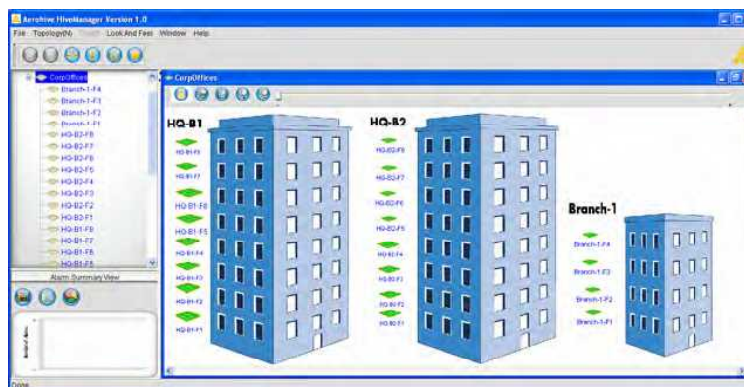 Aerohive HiveManager Version 1.0
File Topology(N) Look And Feel Window Help
CorpOffices
Branch-1-F4
Branch-1-F3
Branch-1-F2
Branch-1-F1
HQ-B2-F8
HQ-B2-F7
HQ-B2-F6
HQ-B2-F5
HQ-B2-F4
HQ-B2-F3
HQ-B2-F2
HQ-B2-F1
HQ-B1-F8
HQ-B1-F7
HQ-B1-F6
HQ-B1-F5
Alarm Summary View
Done
CorpOffices
HQ-B1
HQ-B1-F8
HQ-B1-F7
HQ-B1-F6
HQ-B1-F5
HQ-B1-F4
HQ-B1-F3
HQ-B1-F2
HQ-B1-F1
HQ-B2
HQ-B2-F8
HQ-B2-F7
HQ-B2-F6
HQ-B2-F5
HQ-B2-F4
HQ-B2-F3
HQ-B2-F2
HQ-B2-F1
Branch-1
Branch-1-F4
Branch-1-F3
Branch-1-F2
Branch-1-F1